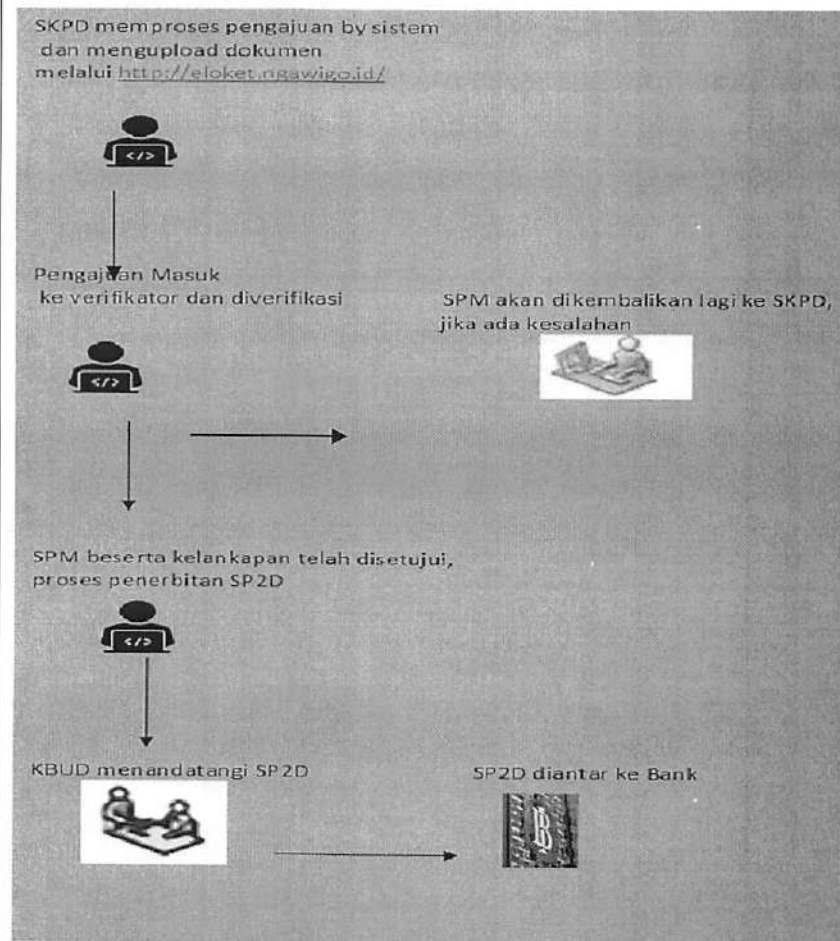 SKPD memproses pengajuan by sistem
dan mengupload dokumen
melalui http://eloket.ngawigo.id/
</>
Pengajuan Masuk
ke verifikator dan diverifikasi
SPM akan dikembalikan lagi ke SKPD,
jika ada kesalahan
</>
SPM beserta kelankapan telah disetujui,
proses penerbitan SP2D
</>
KBUD menandatangi SP2D
SP2D diantar ke Bank